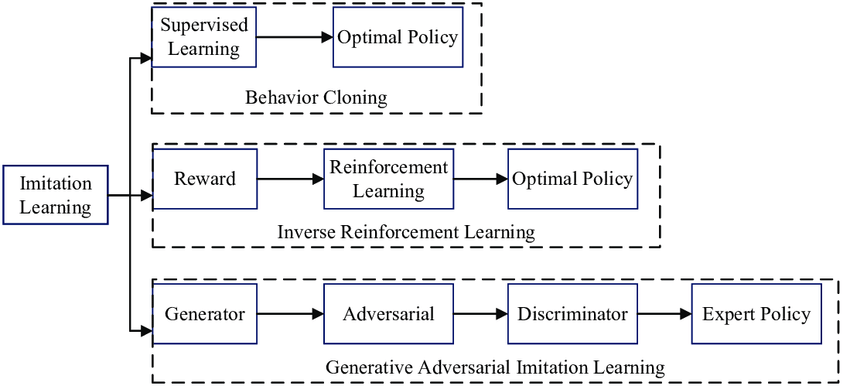 Imitation
Learning
Supervised
Learning
Optimal Policy
Behavior Cloning
Reward
Reinforcement
Learning
Optimal Policy
Inverse Reinforcement Learning
Generator
Adversarial
Discriminator
Expert Policy
Generative Adversarial Imitation Learning